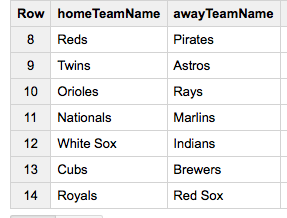 Row homeTeamName awayTeamName
8 Reds Pirates
9 Twins Astros
10 Orioles Rays
11 Nationals Marlins
12 White Sox Indians
13 Cubs Brewers
14 Royals Red Sox